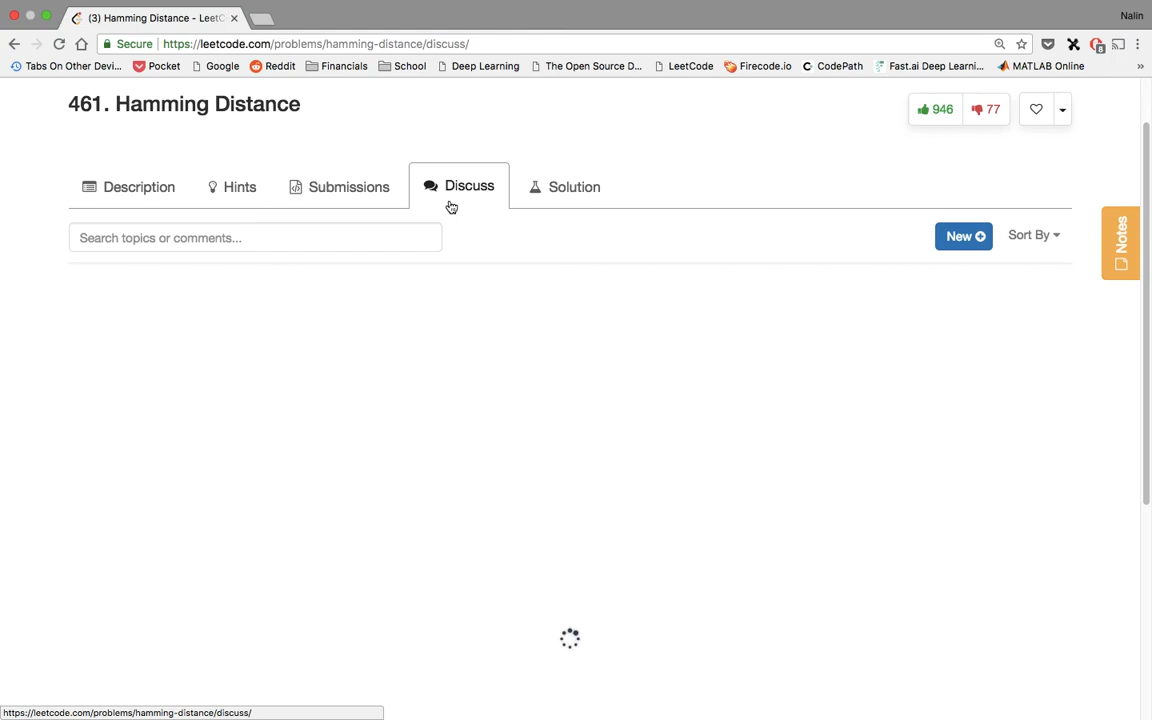 (3) Hamming Distance - LeetC
Nalin
Secure https://leetcode.com/problems/hamming-distance/discuss/
8
Tabs On Other Devi... Pocket Google Reddit Financials School Deep Learning The Open Source D... LeetCode Firecode.io CodePath Fast.ai Deep Learni... MATLAB Online »
461. Hamming Distance
946 77
Description Hints Submissions Discuss Solution
Search topics or comments... New Sort By
Notes
https://leetcode.com/problems/hamming-distance/discuss/